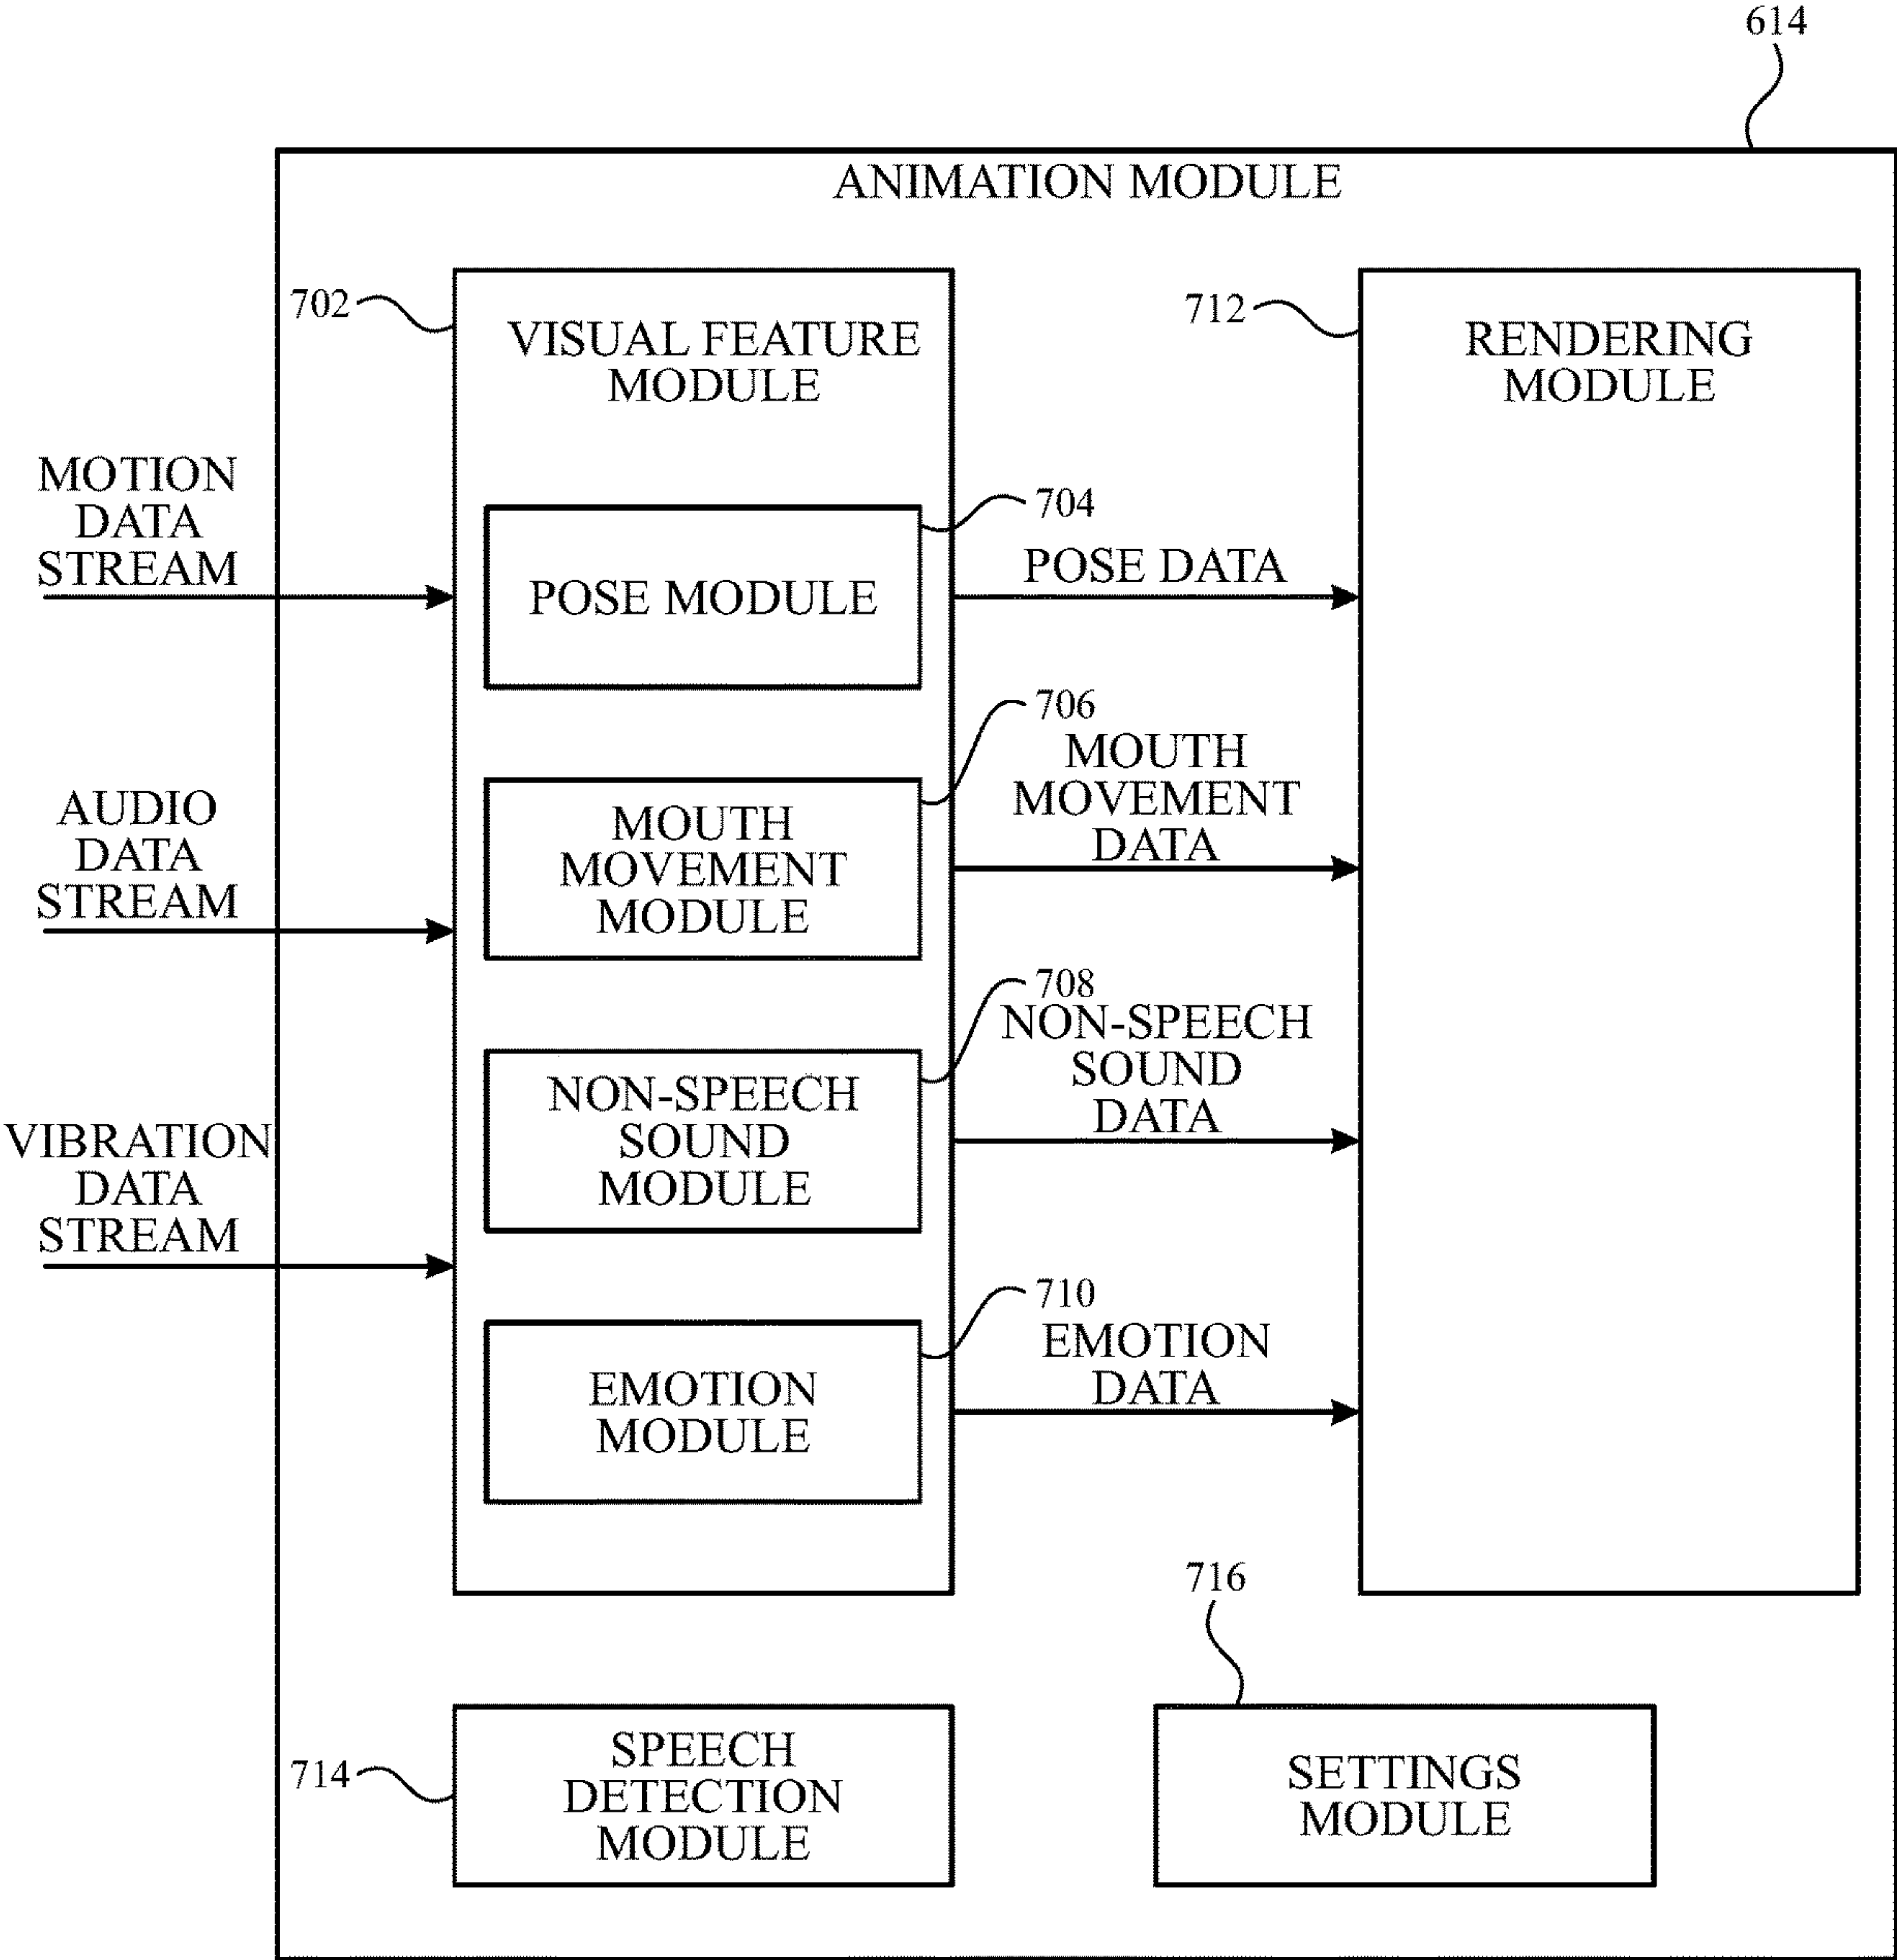 614
ANIMATION MODULE
702
VISUAL FEATURE
MODULE
712
RENDERING
MODULE
MOTION
DATA
STREAM
704
POSE MODULE
POSE DATA
706
MOUTH
MOVEMENT
DATA
AUDIO
DATA
STREAM
MOUTH
MOVEMENT
MODULE
708
NON-SPEECH
SOUND
DATA
NON-SPEECH
SOUND
MODULE
VIBRATION
DATA
STREAM
710
EMOTION
DATA
EMOTION
MODULE
716
714
SPEECH
DETECTION
MODULE
SETTINGS
MODULE